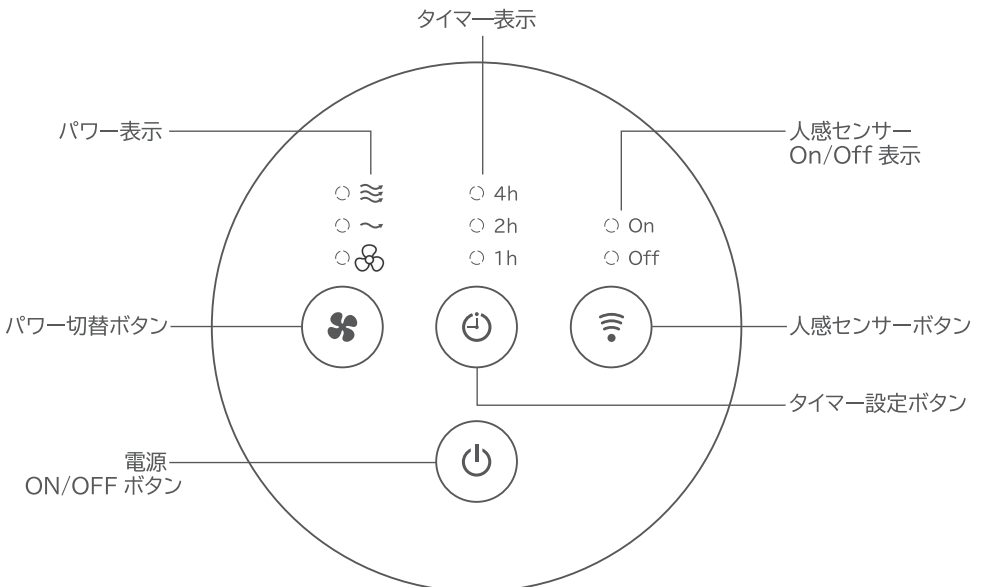 タイマー表示
パワー表示
人感センサー
On/Off 表示
4h
2h
On
1h
Off
パワー切替ボタン
人感センサーボタン
タイマー設定ボタン
電源
ON/OFF ボタン